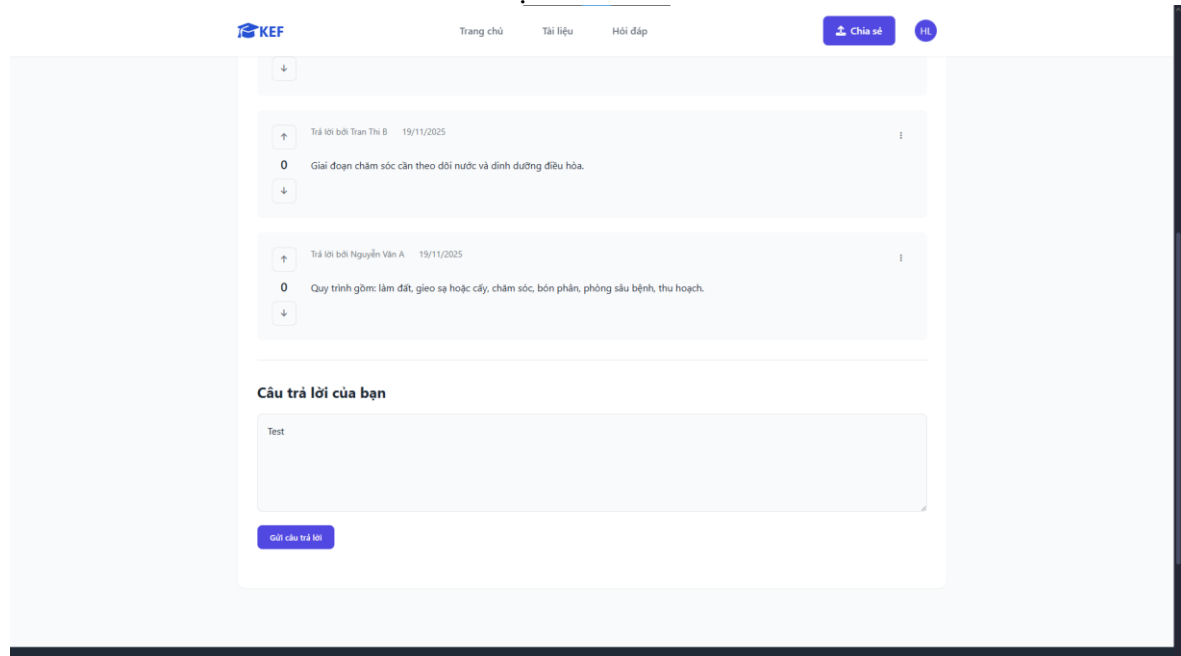 KEF
Trang chủ
Tài liệu
Hỏi đáp
Chia sẻ
HL
Trả lời bởi Tran Thi B 19/11/2025
0
Giai đoạn chăm sóc cần theo dõi nước và dinh dưỡng điều hòa.
Trả lời bởi Nguyễn Văn A 19/11/2025
0
Quy trình gồm: làm đất, gieo sạ hoặc cấy, chăm sóc, bón phân, phòng sâu bệnh, thu hoạch.
Câu trả lời của bạn
Test
Gửi câu trả lời